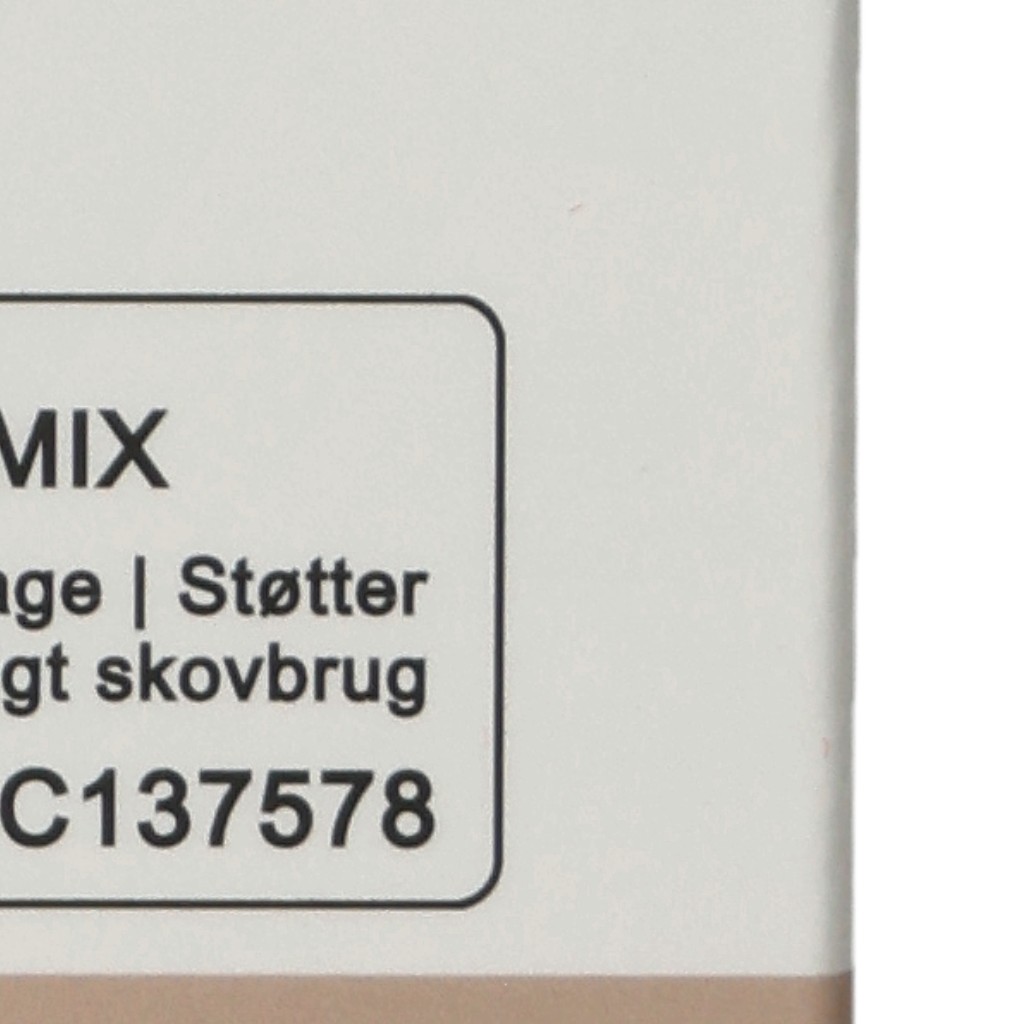 MIX
age | Støtter
gt skovbrug
C137578